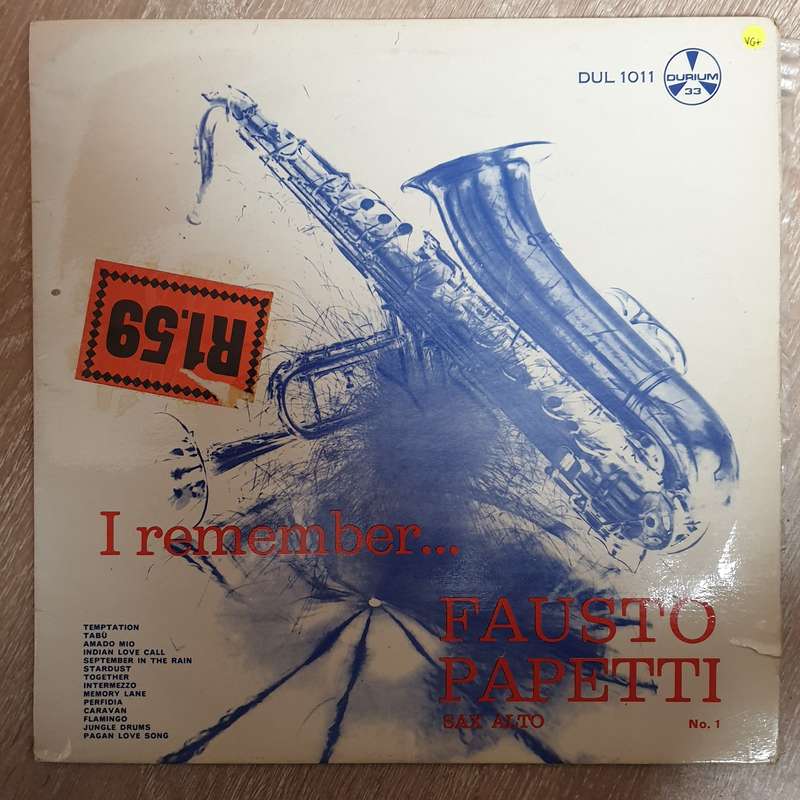 VG+
DUL 1011
DURIUM
33
R1.59
I remember...
FAUSTO
PAPETTI
SAX ALTO
No. 1
TEMPTATION
TABÙ
AMADO MIO
INDIAN LOVE CALL
SEPTEMBER IN THE RAIN
STARDUST
TOGETHER
INTERMEZZO
MEMORY LANE
PERFIDIA
CARAVAN
FLAMINGO
JUNGLE DRUMS
PAGAN LOVE SONG